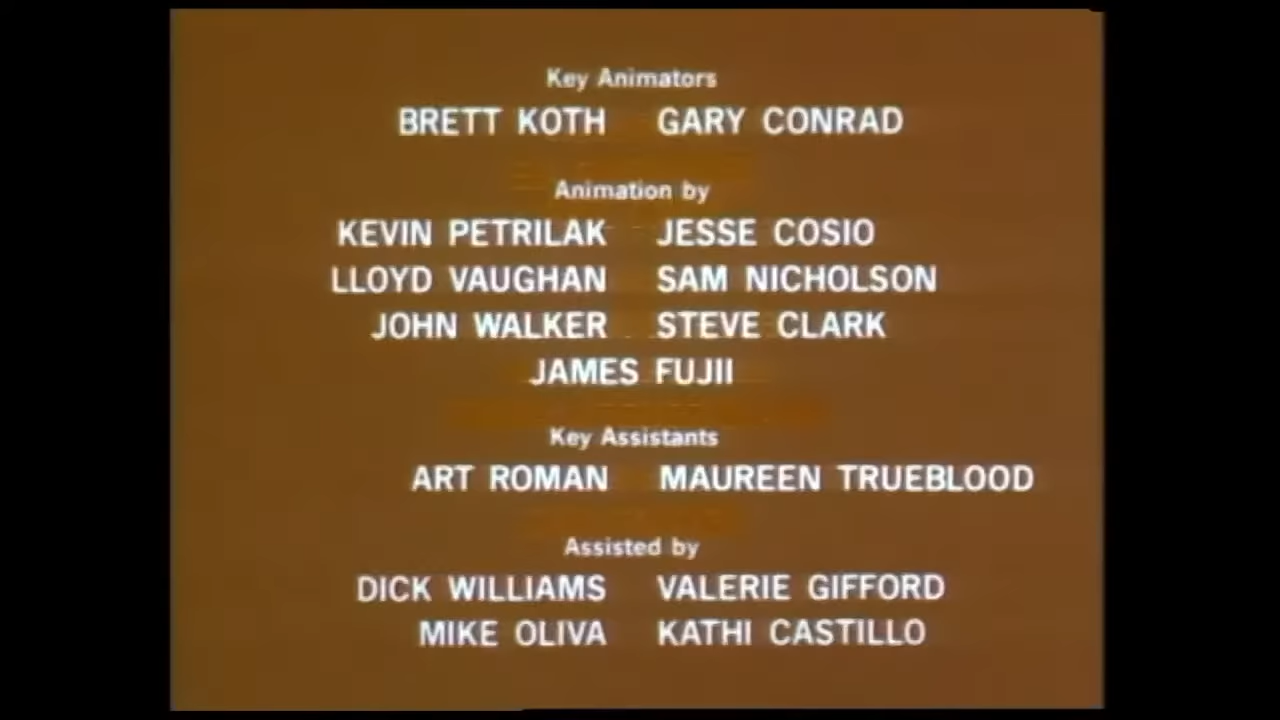 Key Animators
BRETT KOTH GARY CONRAD
Animation by
KEVIN PETRILAK JESSE COSIO
LLOYD VAUGHAN SAM NICHOLSON
JOHN WALKER STEVE CLARK
JAMES FUJII
Key Assistants
ART ROMAN MAUREEN TRUEBLOOD
Assisted by
DICK WILLIAMS VALERIE GIFFORD
MIKE OLIVA KATHI CASTILLO